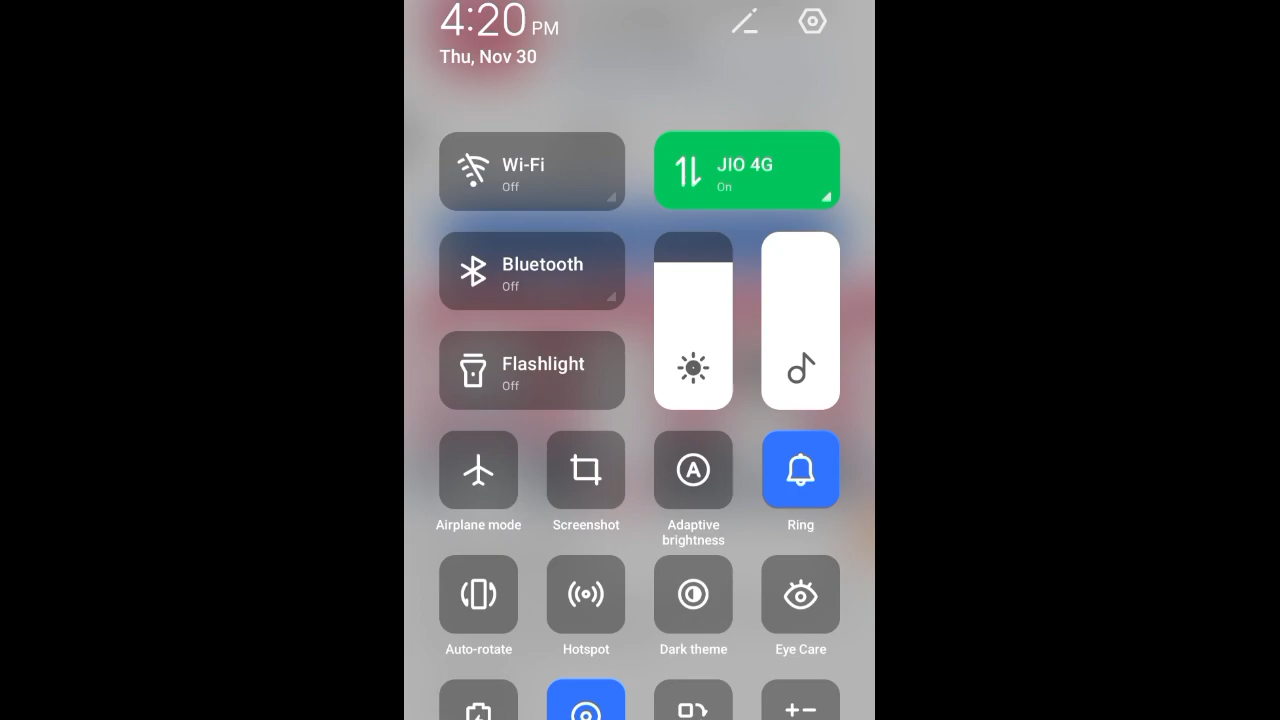 4:20 PM
Thu, Nov 30
Wi-Fi
Off
JIO 4G
On
Bluetooth
Off
Flashlight
Off
A
Airplane mode
Screenshot
Adaptive
brightness
Ring
Auto-rotate
Hotspot
Dark theme
Eye Care